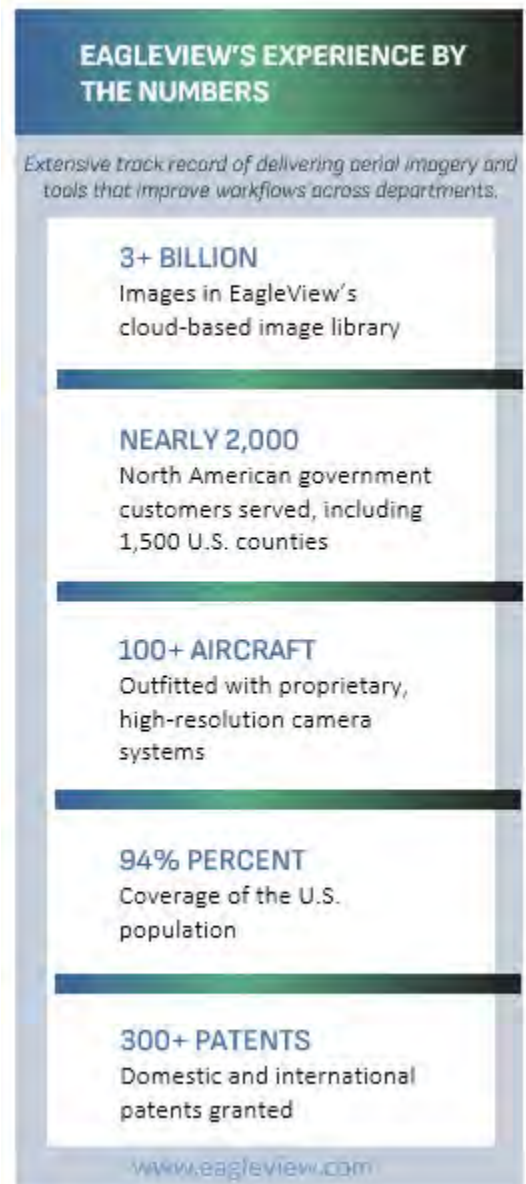 EAGLEVIEW'S EXPERIENCE BY
THE NUMBERS
Extensive track record of delivering aerial imagery and
tools that improve workflows across departments.
3+ BILLION
Images in EagleView's
cloud-based image library
NEARLY 2,000
North American government
customers served, including
1,500 U.S. counties
100+ AIRCRAFT
Outfitted with proprietary,
high-resolution camera
systems
94% PERCENT
Coverage of the U.S.
population
300+ PATENTS
Domestic and international
patents granted
www.eagleview.com